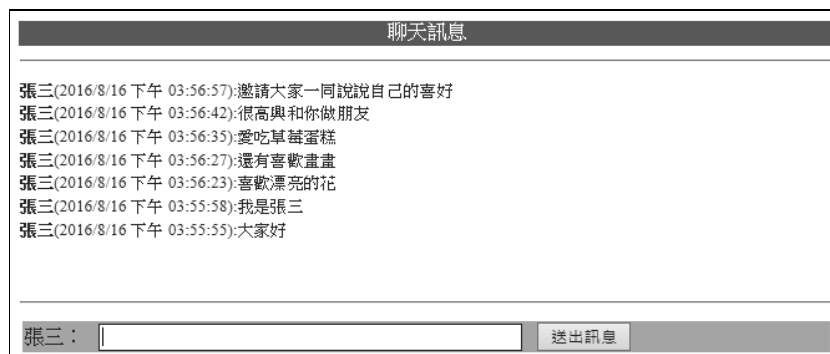 聊天訊息
張三(2016/8/16 下午 03:56:57):邀請大家一同說說自己的喜好
張三(2016/8/16 下午 03:56:42):很高興和你做朋友
張三(2016/8/16 下午 03:56:35):愛吃草莓蛋糕
張三(2016/8/16 下午 03:56:27):還有喜歡畫畫
張三(2016/8/16 下午 03:56:23):喜歡漂亮的花
張三(2016/8/16 下午 03:55:58):我是張三
張三(2016/8/16 下午 03:55:55):大家好
張三： 送出訊息